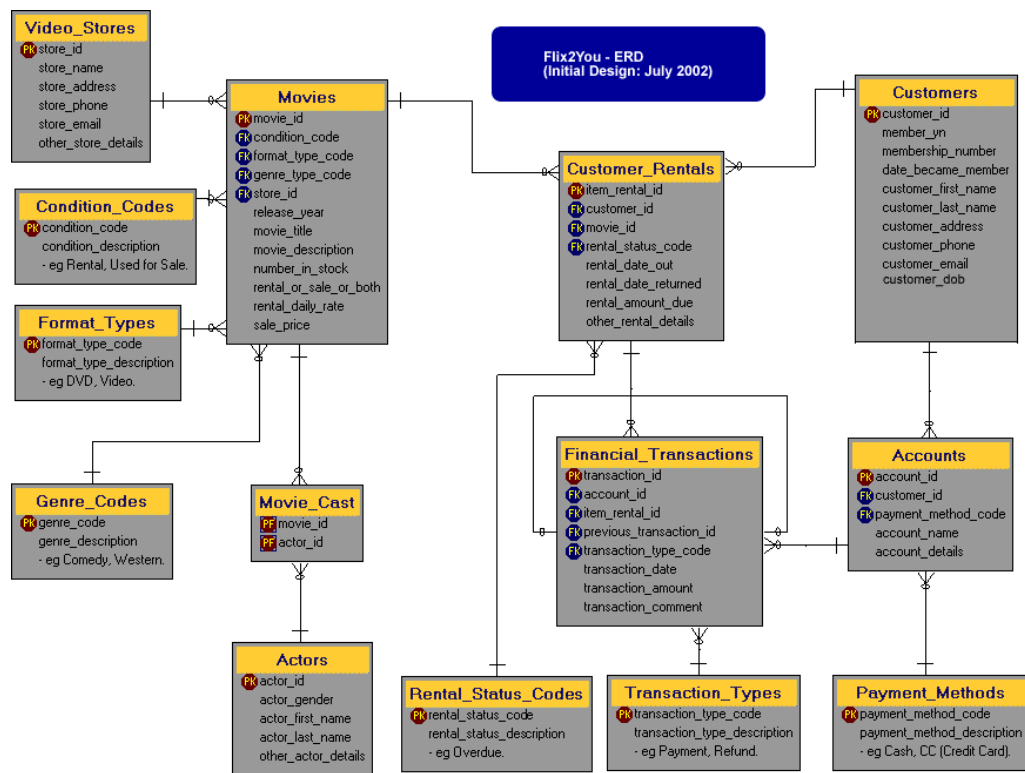 Flix2You - ERD
(Initial Design: July 2002)
Video_Stores
PK store_id
store_name
store_address
store_phone
store_email
other_store_details
Movies
PK movie_id
FK condition_code
FK format_type_code
FK genre_type_code
FK store_id
release_year
movie_title
movie_description
number_in_stock
rental_or_sale_or_both
rental_daily_rate
sale_price
Customers
PK customer_id
member_yn
membership_number
date_became_member
customer_first_name
customer_last_name
customer_address
customer_phone
customer_email
customer_dob
Customer_Rentals
PK item_rental_id
FK customer_id
FK movie_id
FK rental_status_code
rental_date_out
rental_date_returned
rental_amount_due
other_rental_details
Condition_Codes
PK condition_code
condition_description
- eg Rental, Used for Sale.
Format_Types
PK format_type_code
format_type_description
- eg DVD, Video.
Genre_Codes
PK genre_code
genre_description
- eg Comedy, Western.
Movie_Cast
PF movie_id
PF actor_id
Financial_Transactions
PK transaction_id
FK account_id
FK item_rental_id
FK previous_transaction_id
FK transaction_type_code
transaction_date
transaction_amount
transaction_comment
Accounts
PK account_id
FK customer_id
FK payment_method_code
account_name
account_details
Actors
PK actor_id
actor_gender
actor_first_name
actor_last_name
other_actor_details
Rental_Status_Codes
PK rental_status_code
rental_status_description
- eg Overdue.
Transaction_Types
PK transaction_type_code
transaction_type_description
- eg Payment, Refund.
Payment_Methods
PK payment_method_code
payment_method_description
- eg Cash, CC (Credit Card).